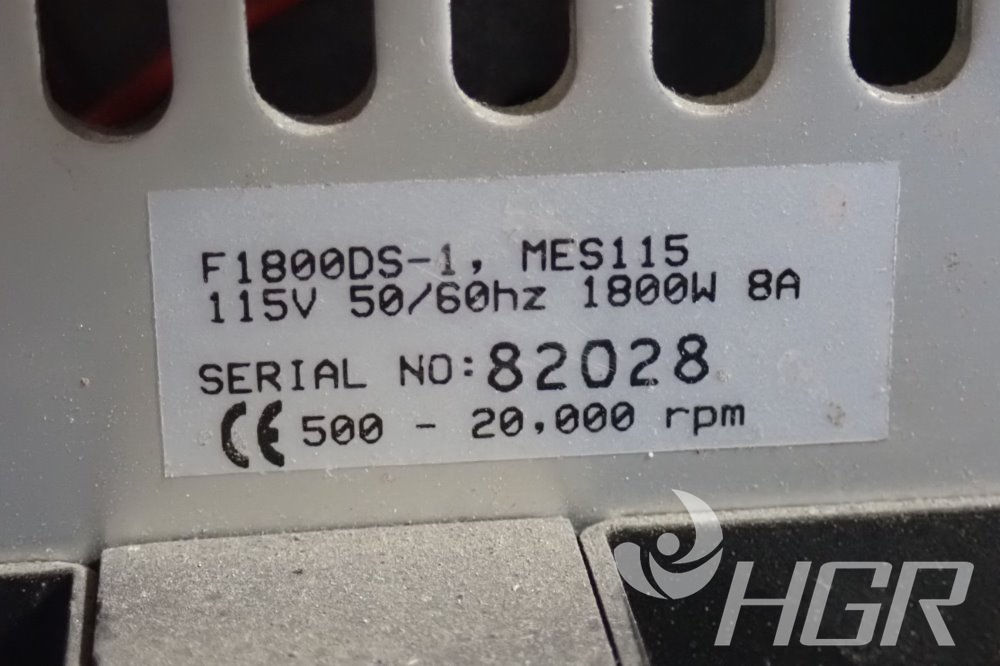 F1800DS-1, MES115
115V 50/60hz 1800W 8A
SERIAL NO: 82028
CE 500 - 20,000 rpm
HGR